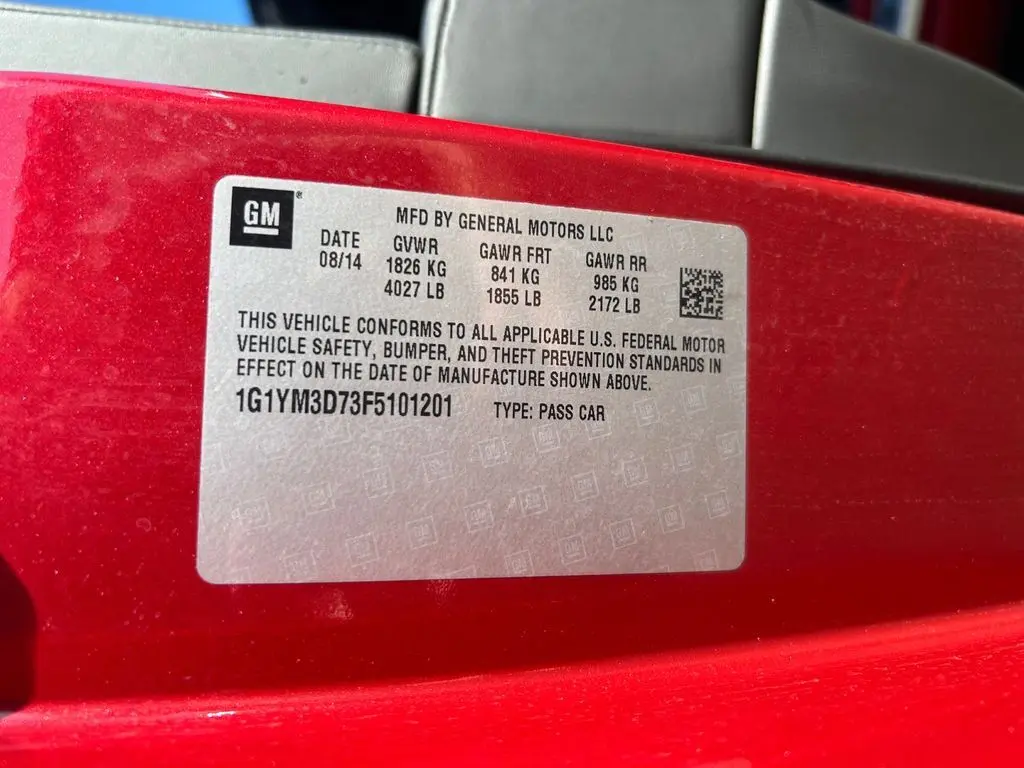 GM®
MFD BY GENERAL MOTORS LLC
DATE GVWR GAWR FRT GAWR RR
08/14 1826 KG 841 KG 985 KG
4027 LB 1855 LB 2172 LB
THIS VEHICLE CONFORMS TO ALL APPLICABLE U.S. FEDERAL MOTOR
VEHICLE SAFETY, BUMPER, AND THEFT PREVENTION STANDARDS IN
EFFECT ON THE DATE OF MANUFACTURE SHOWN ABOVE.
1G1YM3D73F5101201 TYPE: PASS CAR